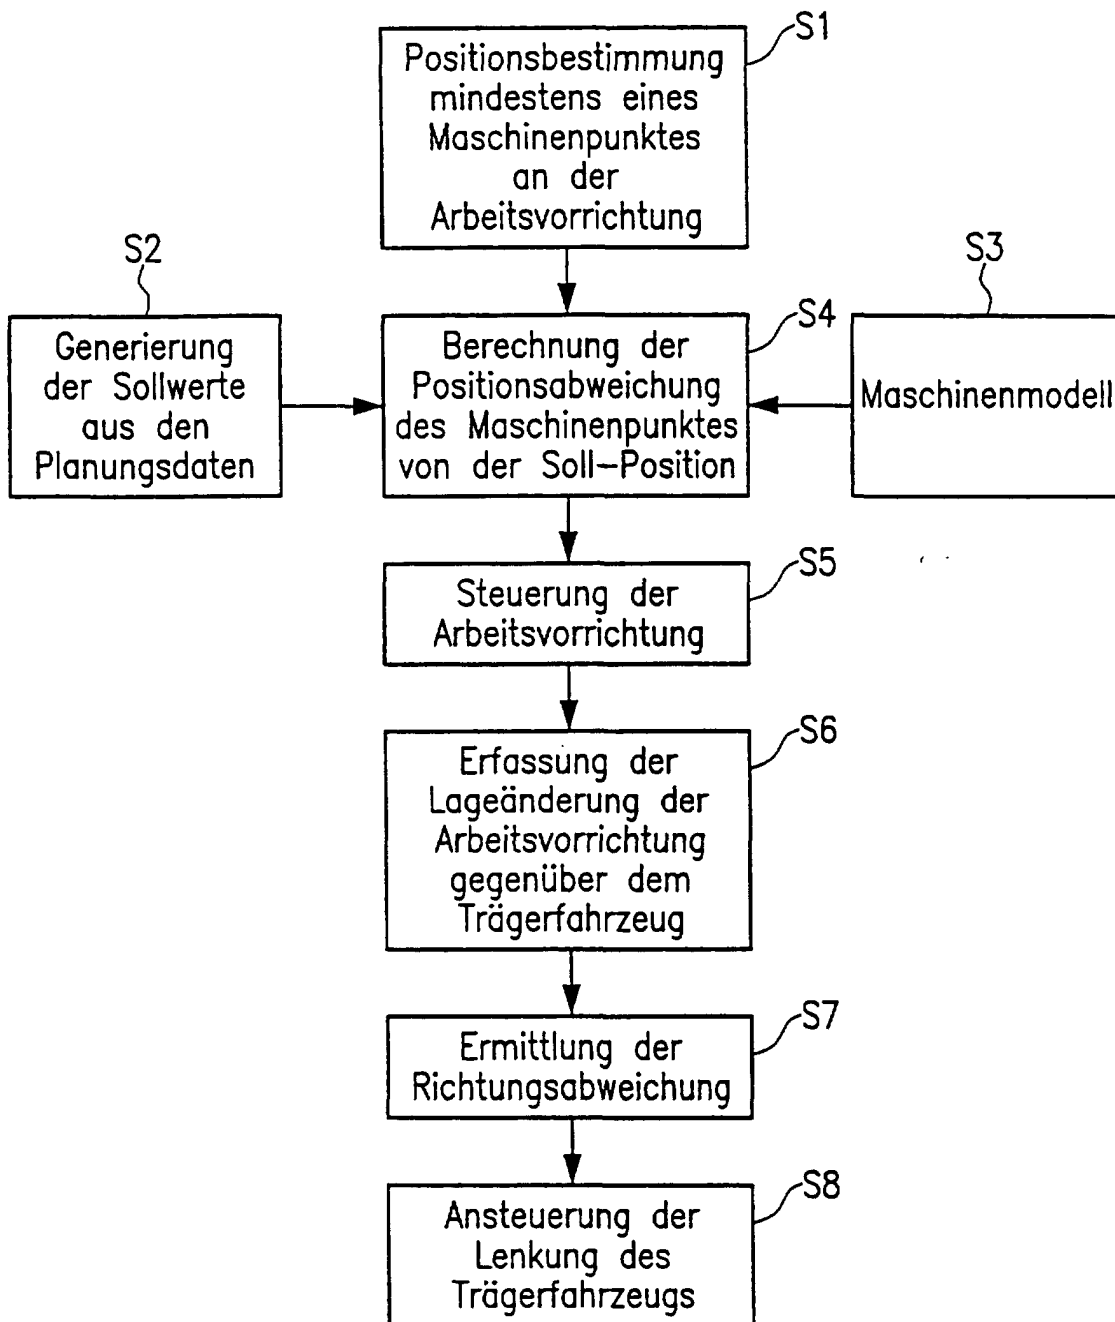 S1
Positionsbestimmung
mindestens eines
Maschinenpunktes
an der
Arbeitsvorrichtung
S2
Generierung
der Sollwerte
aus den
Planungsdaten
S4
Berechnung der
Positionsabweichung
des Maschinenpunktes
von der Soll-Position
S3
Maschinenmodell
S5
Steuerung der
Arbeitsvorrichtung
S6
Erfassung der
Lageänderung der
Arbeitsvorrichtung
gegenüber dem
Trägerfahrzeug
S7
Ermittlung der
Richtungsabweichung
S8
Ansteuerung der
Lenkung des
Trägerfahrzeugs